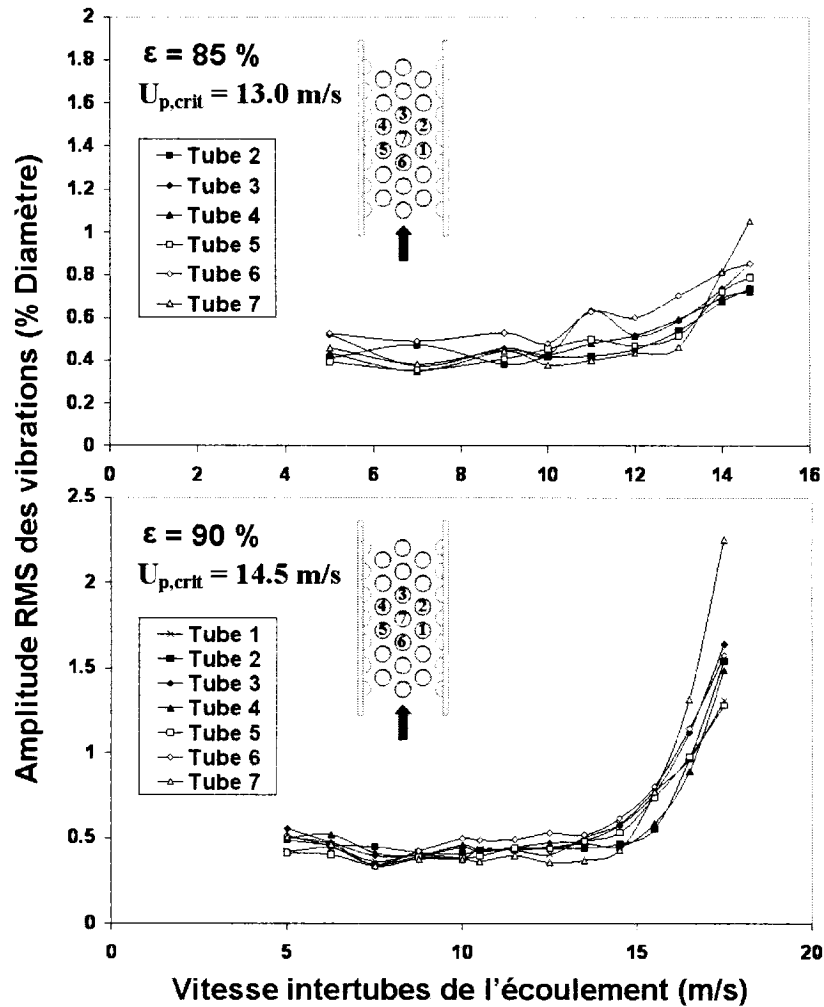 Amplitude RMS des vibrations (% Diamètre)
2
1.8
1.6
1.4
1.2
1
0.8
0.6
0.4
0.2
0
ε = 85 %
U_p,crit = 13.0 m/s
Tube 2
Tube 3
Tube 4
Tube 5
Tube 6
Tube 7
3
4 2
7
5 1
6
0 2 4 6 8 10 12 14 16
2.5
2
1.5
1
0.5
0
ε = 90 %
U_p,crit = 14.5 m/s
Tube 1
Tube 2
Tube 3
Tube 4
Tube 5
Tube 6
Tube 7
3
4 2
7
5 1
6
0 5 10 15 20
Vitesse intertubes de l'écoulement (m/s)